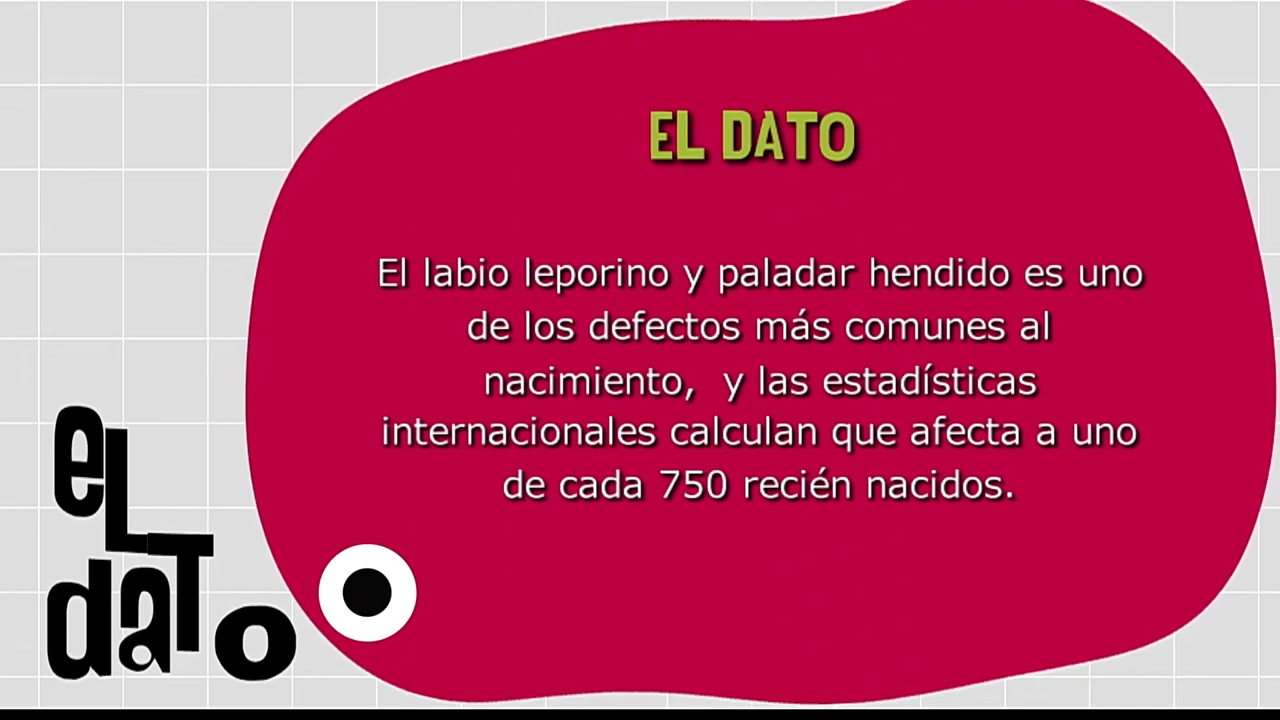 EL DATO
El labio leporino y paladar hendido es uno
de los defectos más comunes al
nacimiento,  y las estadísticas
internacionales calculan que afecta a uno
de cada 750 recién nacidos.
eL
daTo